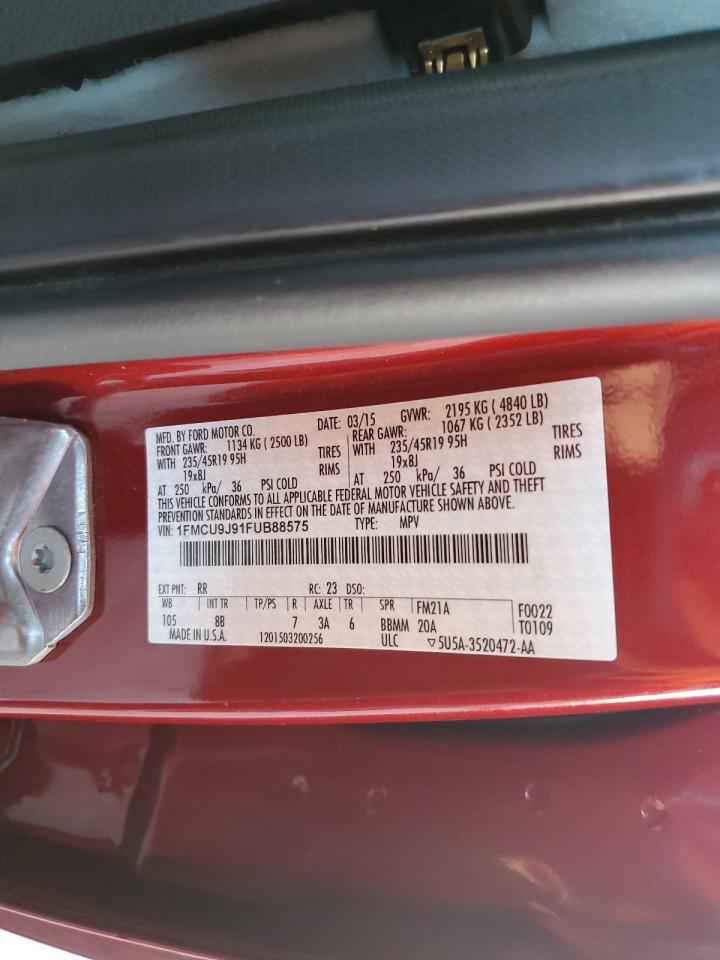 MFD. BY FORD MOTOR CO. DATE: 03/15 GVWR: 2195 KG ( 4840 LB)
FRONT GAWR: 1134 KG ( 2500 LB) REAR GAWR: 1067 KG ( 2352 LB)
WITH 235/45R19 95H TIRES WITH 235/45R19 95H TIRES
19x8J RIMS 19x8J RIMS
AT 250 kPa/ 36 PSI COLD AT 250 kPa/ 36 PSI COLD
THIS VEHICLE CONFORMS TO ALL APPLICABLE FEDERAL MOTOR VEHICLE SAFETY AND THEFT
PREVENTION STANDARDS IN EFFECT ON THE DATE OF MANUFACTURE SHOWN ABOVE.
VIN: 1FMCU9J91FUB88575 TYPE: MPV
EXT PNT: RR RC: 23 DSO:
WB INT TR TP/PS R AXLE TR SPR FM21A F0022
105 8B 7 3A 6 BBMM 20A T0109
MADE IN U.S.A. 1201503200256 ULC ▽5U5A-3520472-AA